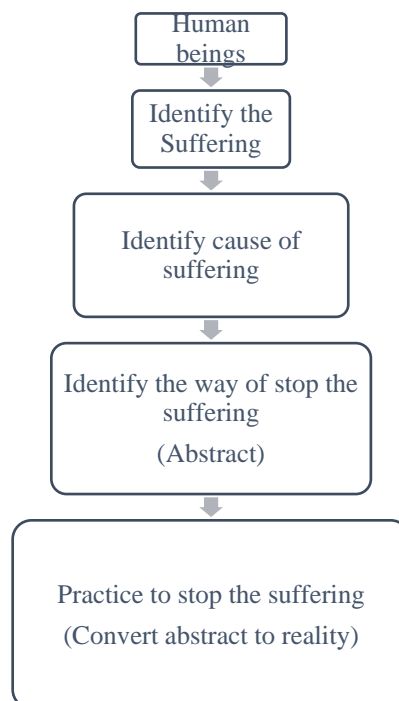 Human
beings
Identify the
Suffering
Identify cause of
suffering
Identify the way of stop the
suffering
(Abstract)
Practice to stop the suffering
(Convert abstract to reality)